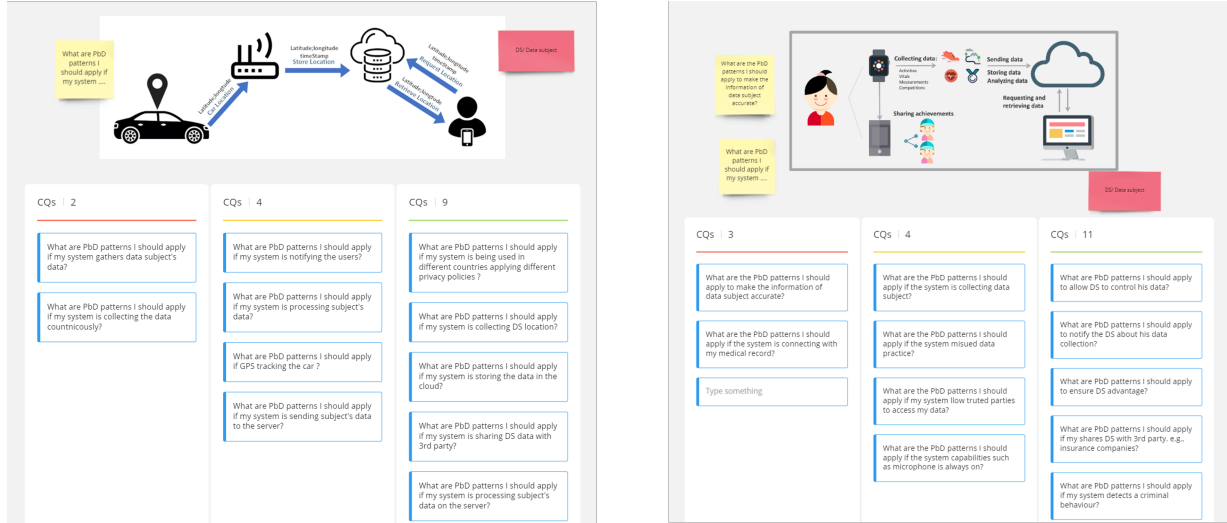 What are PbD
patterns I
should apply if
my system ....
Latitude;longitude
Car Location
Latitude;longitude
timeStamp
Store Location
Latitude;longitude
timeStamp
Request Location
Latitude;longitude
timeStamp
Retrieve Location
DS/ Data subject
CQs | 2
What are PbD patterns I should apply
if my system gathers data subject's
data?
What are PbD patterns I should apply
if my system is collecting the data
countnicously?
CQs | 4
What are PbD patterns I should apply
if my system is notifying the users?
What are PbD patterns I should apply
if my system is processing subject's
data?
What are PbD patterns I should apply
if GPS tracking the car ?
What are PbD patterns I should apply
if my system is sending subject's data
to the server?
CQs | 9
What are PbD patterns I should apply
if my system is being used in
different countries applying different
privacy policies ?
What are PbD patterns I should apply
if my system is collecting DS location?
What are PbD patterns I should apply
if my system is storing the data in the
cloud?
What are PbD patterns I should apply
if my system is sharing DS data with
3rd party?
What are PbD patterns I should apply
if my system is processing subject's
data on the server?
What are the PbD
patterns I should
apply to make the
information of
data subject
accurate?
What are PbD
patterns I
should apply if
my system ....
Collecting data:
Activities
Vitals
Measurements
Competitions
Sending data
Storing data
Analyzing data
Requesting and
retrieving data
Sharing achievements
DS/ Data subject
CQs | 3
What are the PbD patterns I should
apply to make the information of
data subject accurate?
What are the PbD patterns I should
apply if the system is connecting with
my medical record?
Type something
CQs | 4
What are the PbD patterns I should
apply if the system is collecting data
subject?
What are the PbD patterns I should
apply if the system misued data
practice?
What are the PbD patterns I should
apply if my system llow truted parties
to access my data?
What are the PbD patterns I should
apply if the system capabilities such
as microphone is always on?
CQs | 11
What are PbD patterns I should apply
to allow DS to control his data?
What are PbD patterns I should apply
to notify the DS about his data
collection?
What are PbD patterns I should apply
to ensure DS advantage?
What are PbD patterns I should apply
if my shares DS with 3rd party. e.g.,
insurance companies?
What are PbD patterns I should apply
if my system detects a criminal
behaviour?